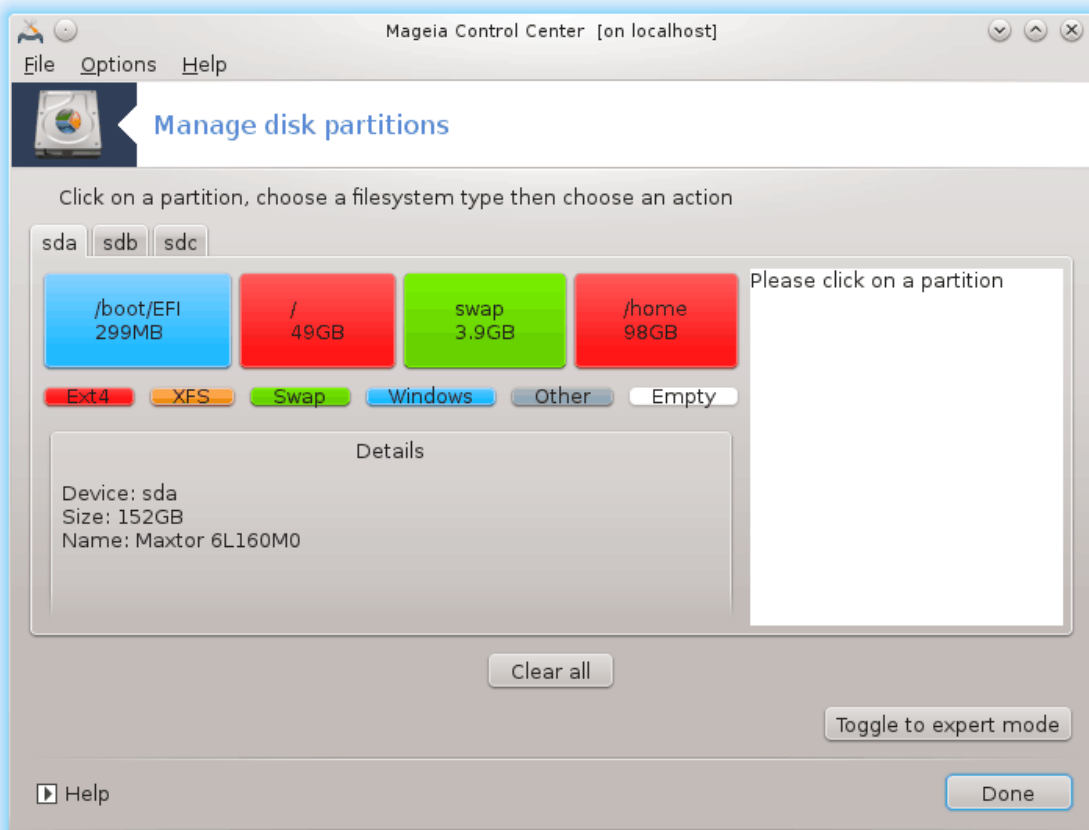 Mageia Control Center [on localhost]
File Options Help
Manage disk partitions
Click on a partition, choose a filesystem type then choose an action
sda sdb sdc
/boot/EFI
299MB
/
49GB
swap
3.9GB
/home
98GB
Please click on a partition
Ext4 XFS Swap Windows Other Empty
Details
Device: sda
Size: 152GB
Name: Maxtor 6L160M0
Clear all
Toggle to expert mode
Help
Done